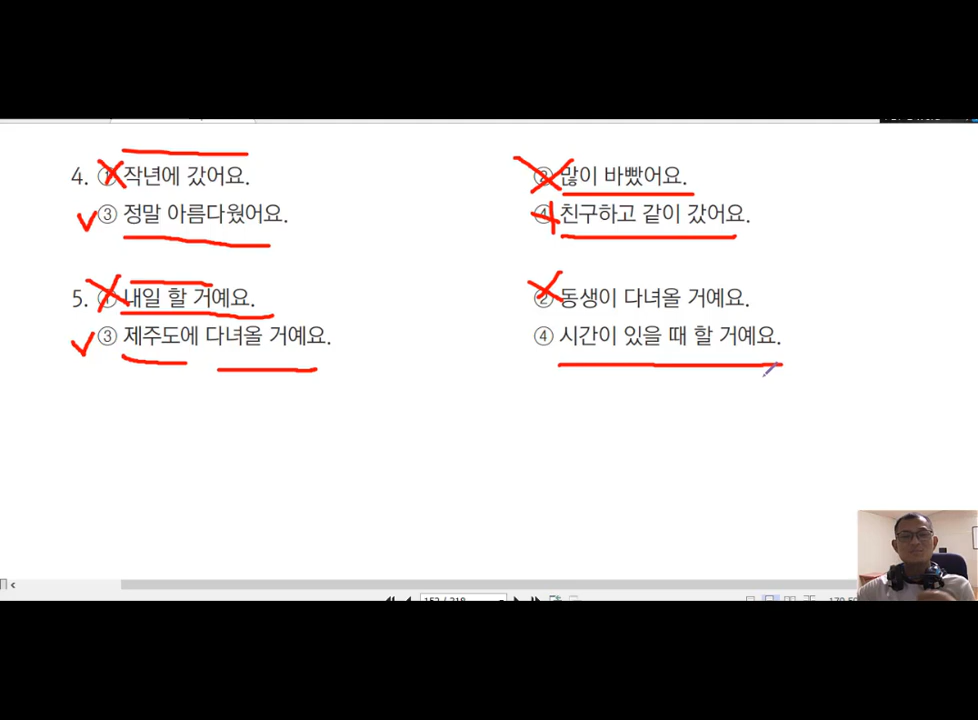 4. ① 작년에 갔어요. ② 많이 바빴어요.
③ 정말 아름다웠어요. ④ 친구하고 같이 갔어요.
5. ① 내일 할 거예요. ② 동생이 다녀올 거예요.
③ 제주도에 다녀올 거예요. ④ 시간이 있을 때 할 거예요.